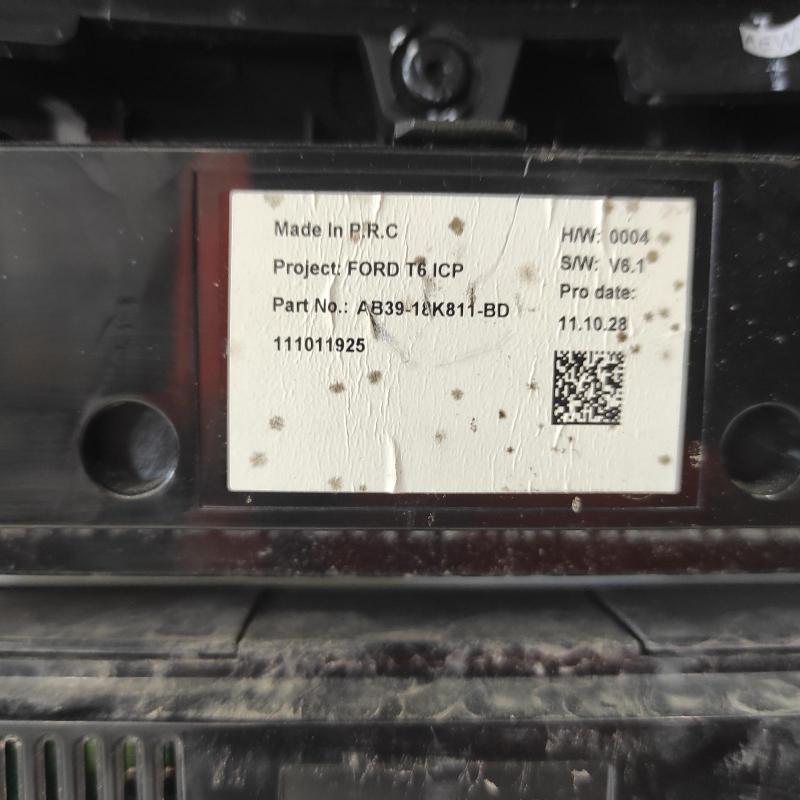 Made In P.R.C
Project: FORD T6 ICP
Part No.: AB39-18K811-BD
111011925
H/W: 0004
S/W: V6.1
Pro date:
11.10.28